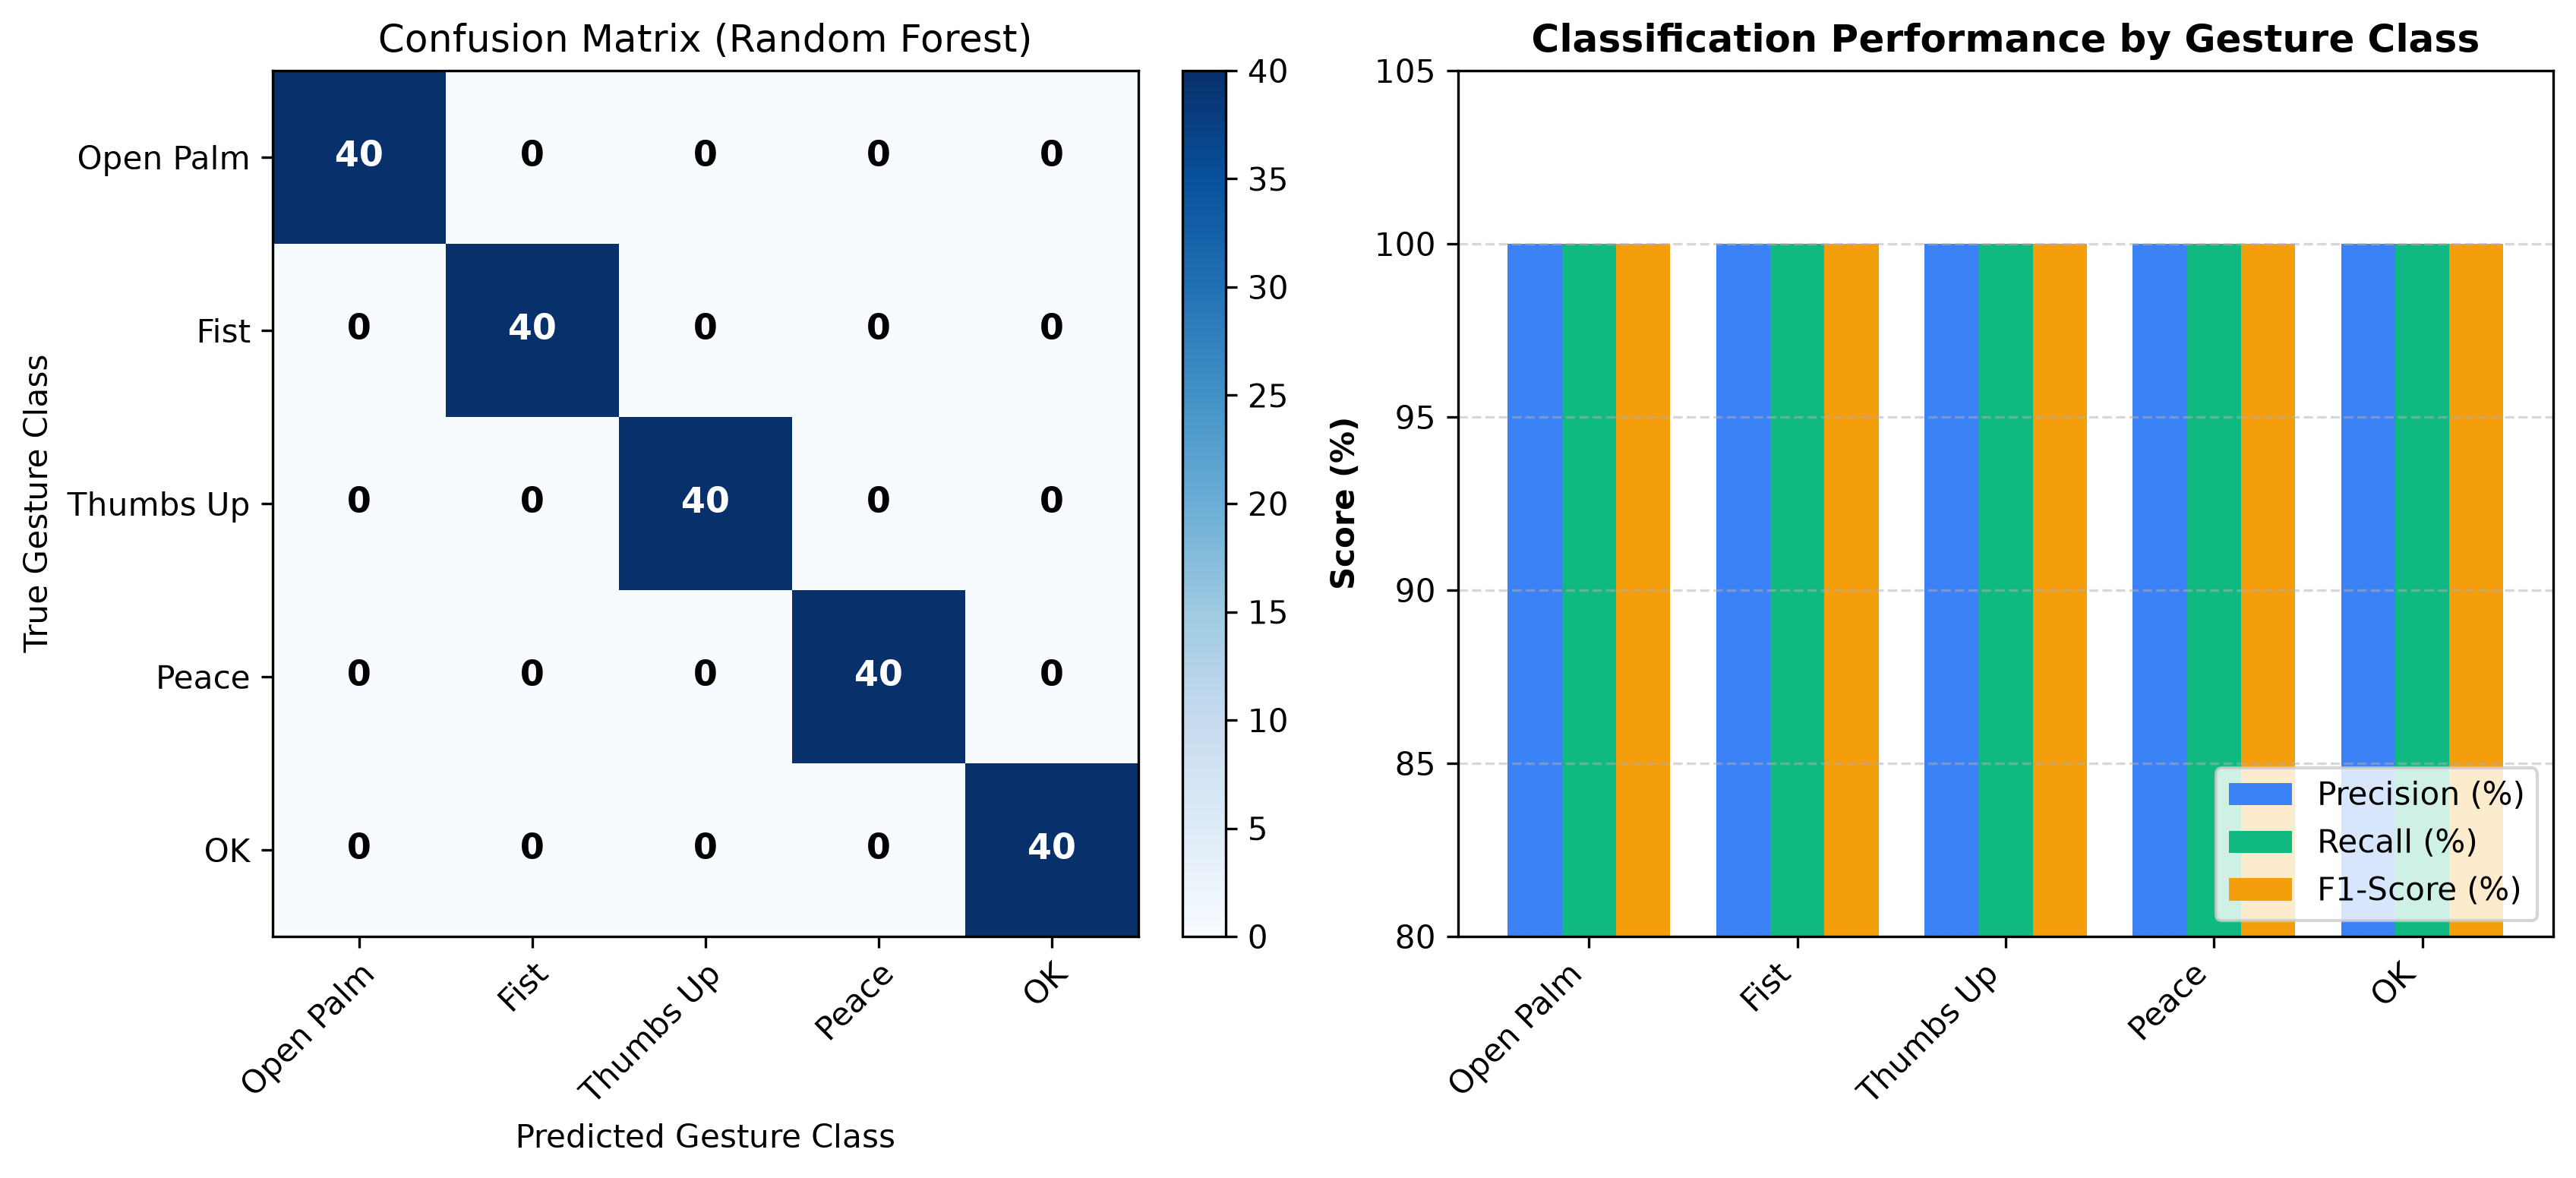 Confusion Matrix (Random Forest)
True Gesture Class
Open Palm 40 0 0 0 0
Fist 0 40 0 0 0
Thumbs Up 0 0 40 0 0
Peace 0 0 0 40 0
OK 0 0 0 0 40
Open Palm Fist Thumbs Up Peace OK
Predicted Gesture Class
40
35
30
25
20
15
10
5
0
Classification Performance by Gesture Class
Score (%)
105
100
95
90
85
80
Precision (%)
Recall (%)
F1-Score (%)
Open Palm Fist Thumbs Up Peace OK